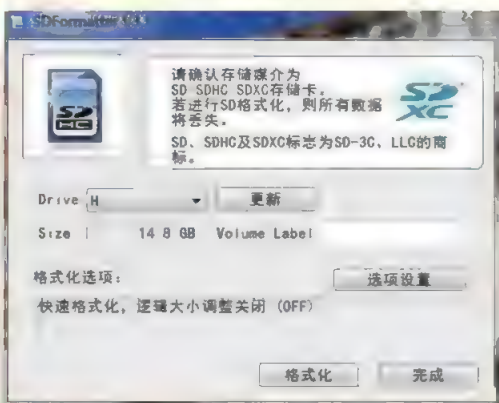 SDFormatter
SD
HC
请确认存储媒介为
SD SDHC SDXC存储卡.
若进行SD格式化, 则所有数据
将丢失.
SD、SDHC及SDXC标志为SD-3C、LLC的商
标.
SD
XC
Drive H 更新
Size 14 8 GB Volume Label
格式化选项: 选项设置
快速格式化, 逻辑大小调整关闭 (OFF)
格式化 完成